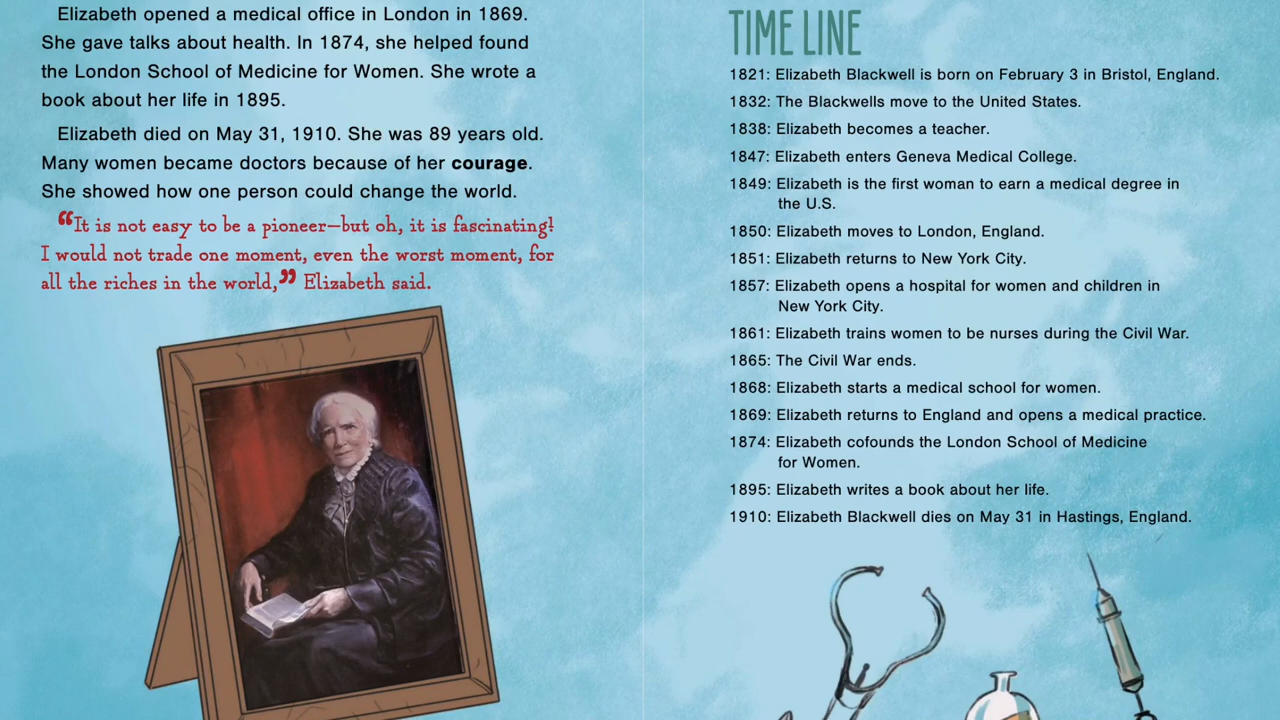 Elizabeth opened a medical office in London in 1869.
She gave talks about health. In 1874, she helped found
the London School of Medicine for Women. She wrote a
book about her life in 1895.
Elizabeth died on May 31, 1910. She was 89 years old.
Many women became doctors because of her courage.
She showed how one person could change the world.
“It is not easy to be a pioneer—but oh, it is fascinating!
I would not trade one moment, even the worst moment, for
all the riches in the world,” Elizabeth said.
TIME LINE
1821: Elizabeth Blackwell is born on February 3 in Bristol, England.
1832: The Blackwells move to the United States.
1838: Elizabeth becomes a teacher.
1847: Elizabeth enters Geneva Medical College.
1849: Elizabeth is the first woman to earn a medical degree in
the U.S.
1850: Elizabeth moves to London, England.
1851: Elizabeth returns to New York City.
1857: Elizabeth opens a hospital for women and children in
New York City.
1861: Elizabeth trains women to be nurses during the Civil War.
1865: The Civil War ends.
1868: Elizabeth starts a medical school for women.
1869: Elizabeth returns to England and opens a medical practice.
1874: Elizabeth cofounds the London School of Medicine
for Women.
1895: Elizabeth writes a book about her life.
1910: Elizabeth Blackwell dies on May 31 in Hastings, England.